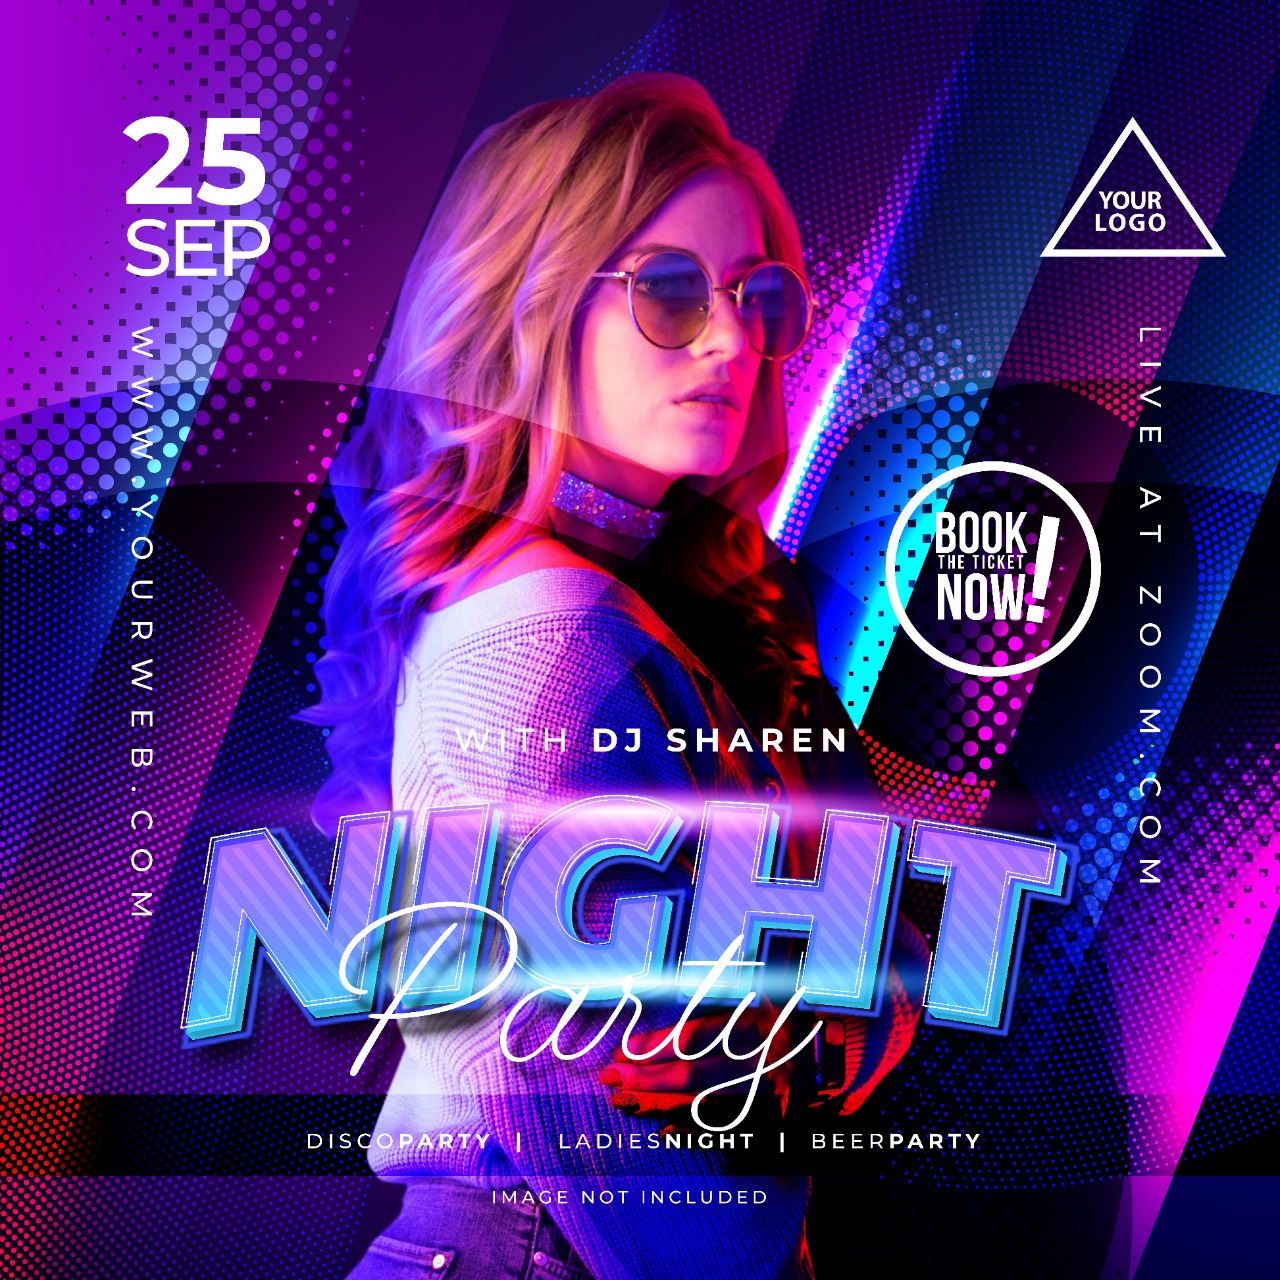 25
SEP
WWW.YOURWEB.COM
YOUR
LOGO
LIVE AT ZOOM.COM
BOOK
THE TICKET
NOW!
WITH DJ SHAREN
NIGHT
Party
DISCOPARTY | LADIESNIGHT | BEERPARTY
IMAGE NOT INCLUDED